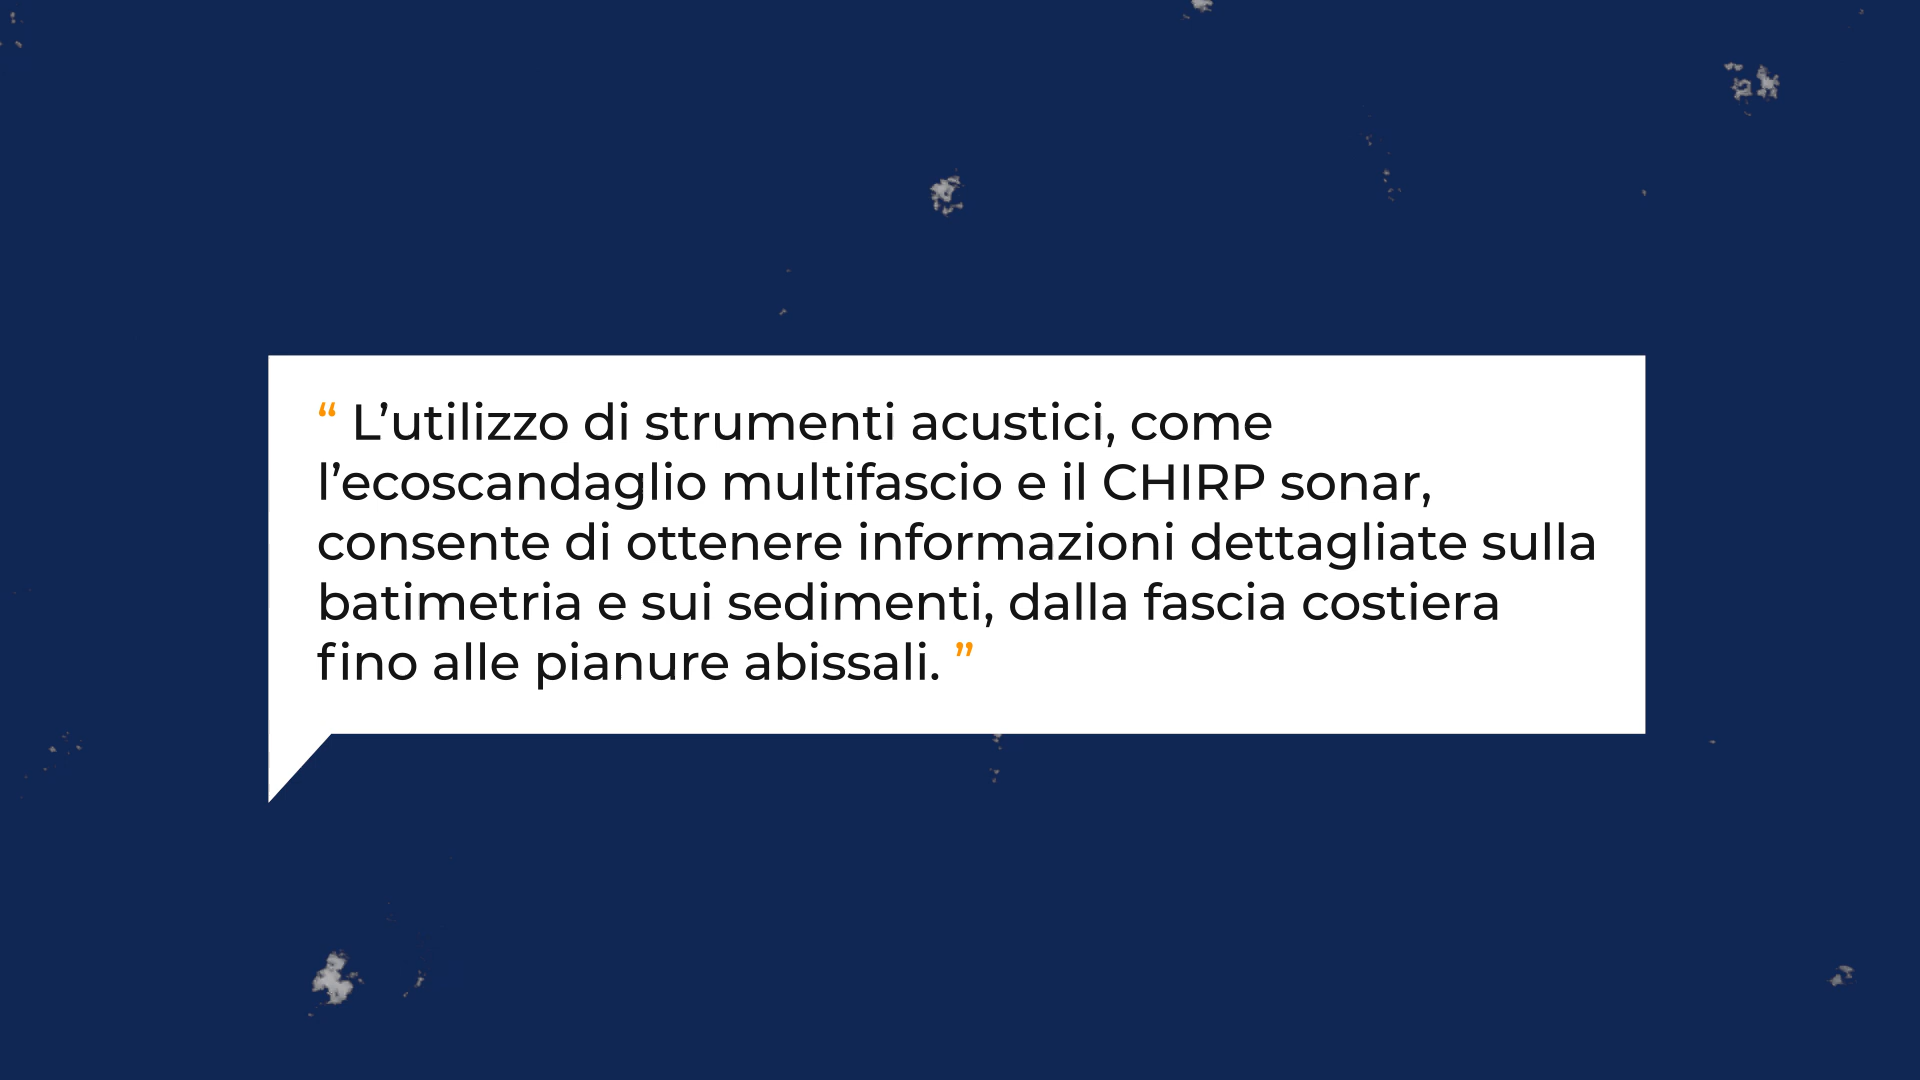 “ L’utilizzo di strumenti acustici, come
l’ecoscandaglio multifascio e il CHIRP sonar,
consente di ottenere informazioni dettagliate sulla
batimetria e sui sedimenti, dalla fascia costiera
fino alle pianure abissali. ”